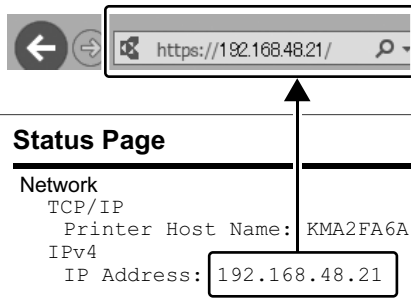 https://192.168.48.21/
Status Page
Network
TCP/IP
Printer Host Name: KMA2FA6A
IPv4
IP Address: 192.168.48.21